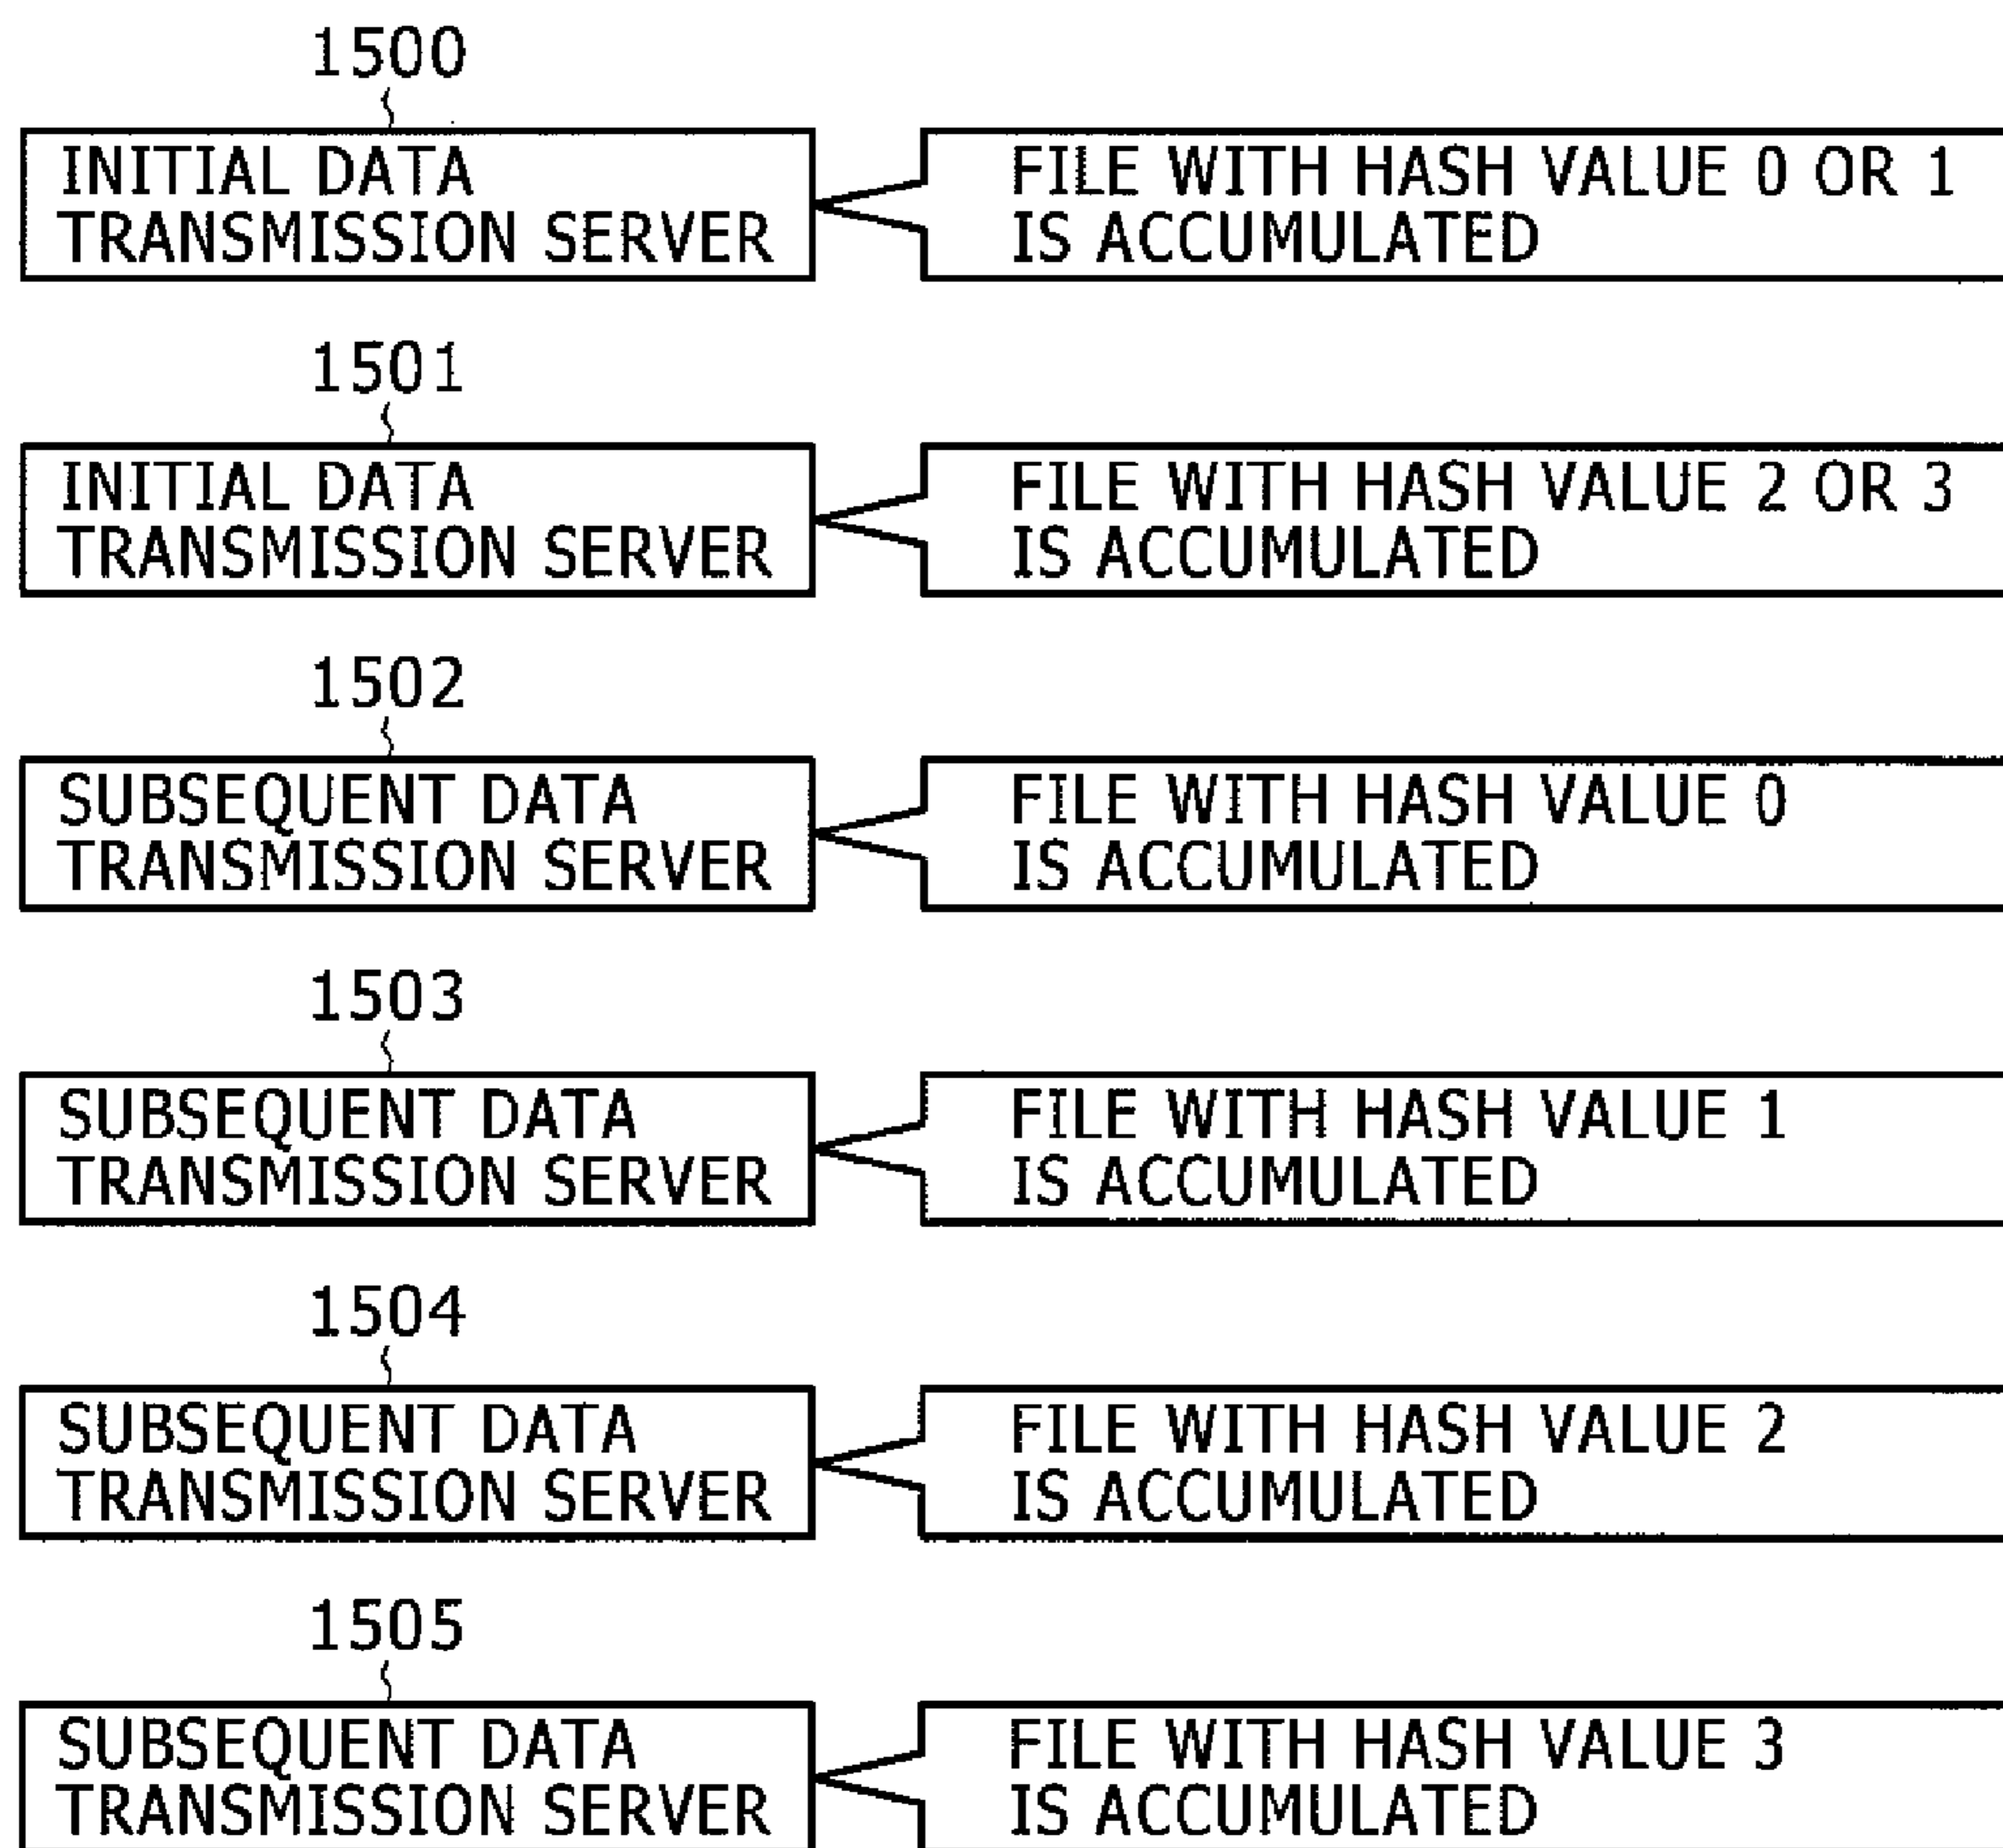 1500
INITIAL DATA
TRANSMISSION SERVER
FILE WITH HASH VALUE 0 OR 1
IS ACCUMULATED
1501
INITIAL DATA
TRANSMISSION SERVER
FILE WITH HASH VALUE 2 OR 3
IS ACCUMULATED
1502
SUBSEQUENT DATA
TRANSMISSION SERVER
FILE WITH HASH VALUE 0
IS ACCUMULATED
1503
SUBSEQUENT DATA
TRANSMISSION SERVER
FILE WITH HASH VALUE 1
IS ACCUMULATED
1504
SUBSEQUENT DATA
TRANSMISSION SERVER
FILE WITH HASH VALUE 2
IS ACCUMULATED
1505
SUBSEQUENT DATA
TRANSMISSION SERVER
FILE WITH HASH VALUE 3
IS ACCUMULATED